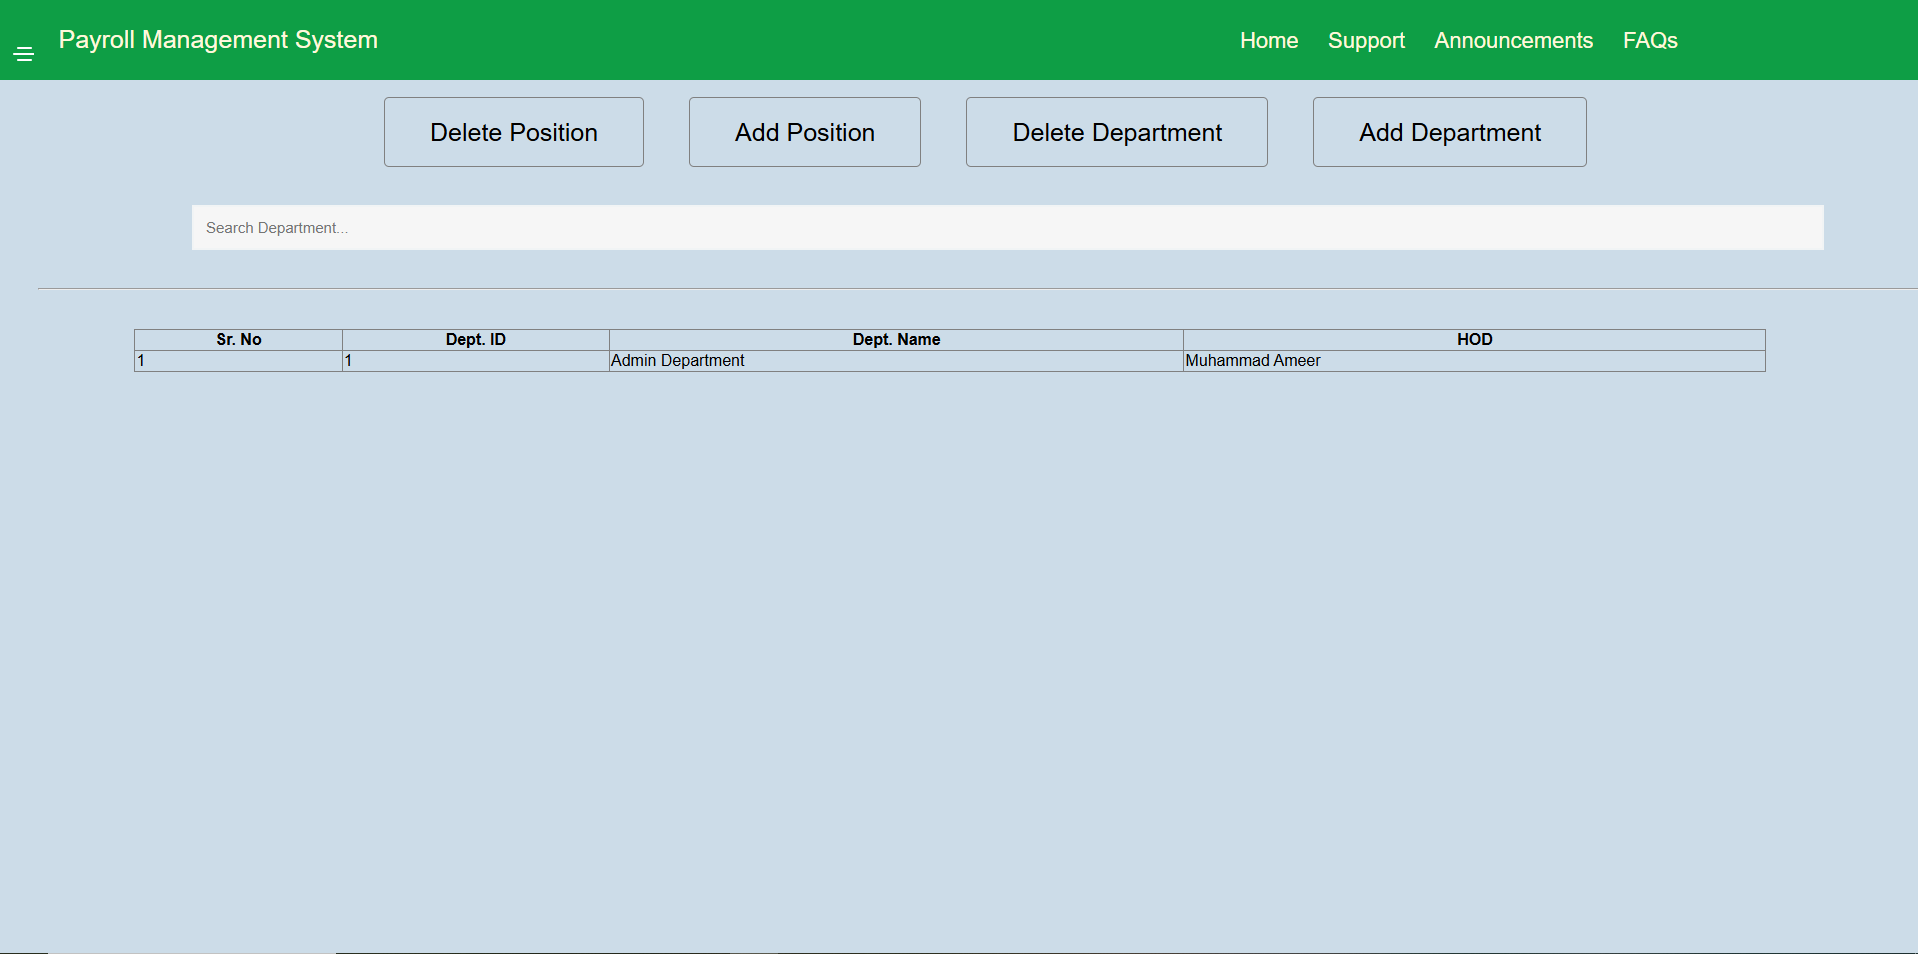 Payroll Management System Home Support Announcements FAQs
Delete Position Add Position Delete Department Add Department
Search Department...
Sr. No Dept. ID Dept. Name HOD
1 1 Admin Department Muhammad Ameer